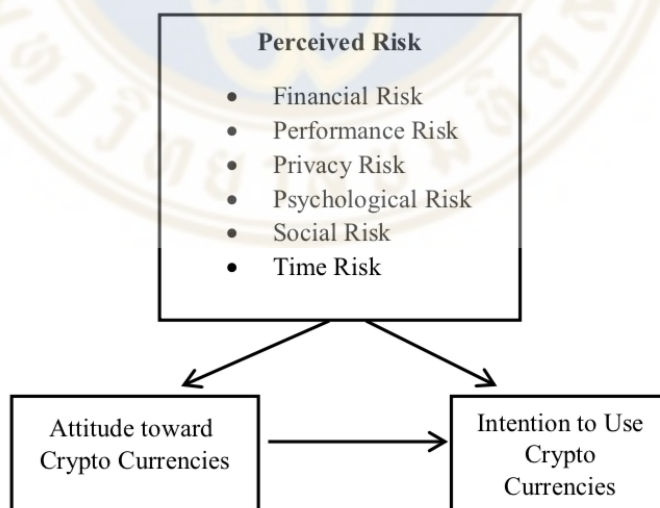 Perceived Risk
• Financial Risk
• Performance Risk
• Privacy Risk
• Psychological Risk
• Social Risk
• Time Risk
Attitude toward
Crypto Currencies
Intention to Use
Crypto
Currencies